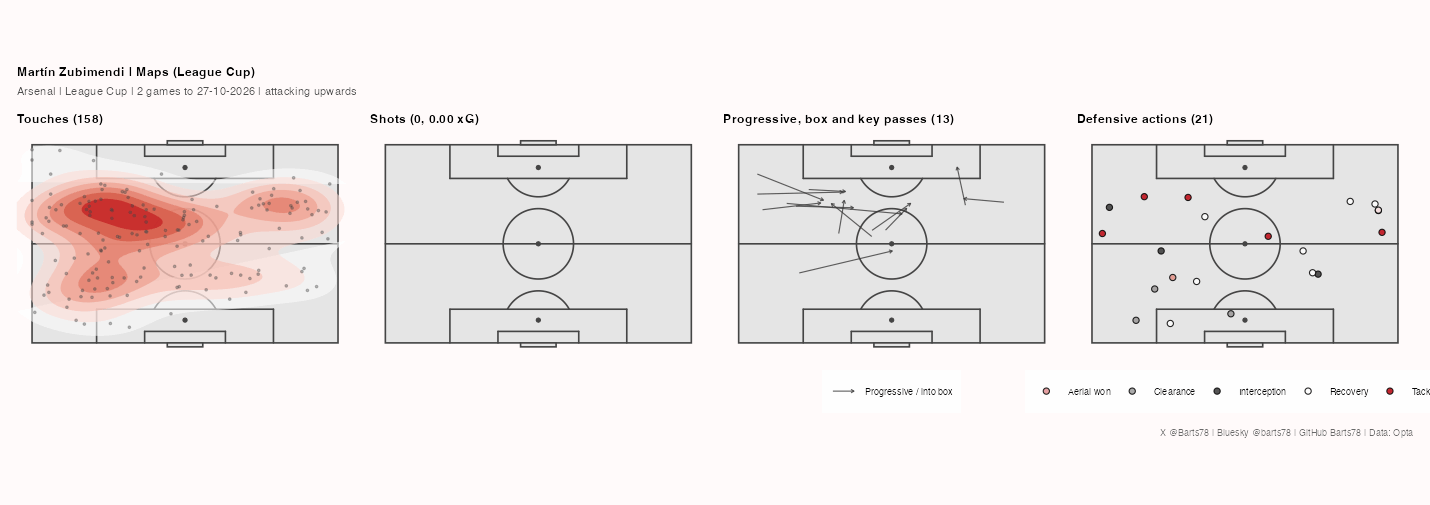 Martín Zubimendi | Maps (League Cup)
Arsenal | League Cup | 2 games to 27-10-2026 | attacking upwards
Touches (158)
Shots (0, 0.00 xG)
Progressive, box and key passes (13)
Defensive actions (21)
Progressive / into box
Aerial won
Clearance
Interception
Recovery
Tack
X @Barts78 | Bluesky @barts78 | GitHub Barts78 | Data: Opta